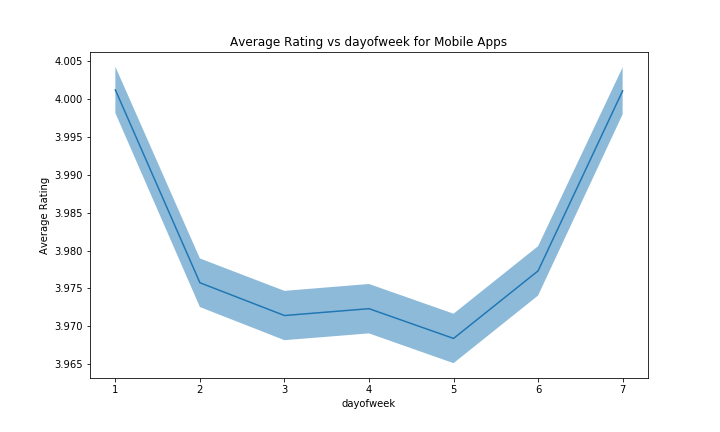 Average Rating vs dayofweek for Mobile Apps
4.005
4.000
3.995
3.990
3.985
3.980
3.975
3.970
3.965
Average Rating
1 2 3 4 5 6 7
dayofweek